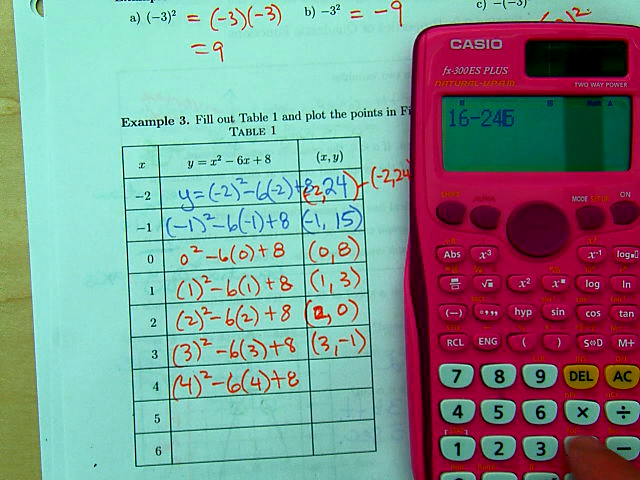 a) (−3)² = (-3)(-3) b) −3² = -9 c) −(−3)²
= 9
Example 3. Fill out Table 1 and plot the points in Fi
TABLE 1
x y = x² − 6x + 8 (x, y)
−2 y=(-2)²-6(-2)+8 (-2, 24) (-2,24
−1 (-1)²-6(-1)+8 (-1, 15)
0 0²-6(0)+8 (0,8)
1 (1)²-6(1)+8 (1, 3)
2 (2)²-6(2)+8 (2, 0)
3 (3)²-6(3)+8 (3,-1)
4 (4)²-6(4)+8
5
6
CASIO
fx-300ES PLUS
NATURAL-V.P.A.M.
TWO WAY POWER
Math
16-24
SHIFT ALPHA MODE SETUP ON
Abs x³ x⁻¹ log
√ x² log ln
(−) hyp sin cos tan
RCL ENG ( ) S⇔D M+
7 8 9 DEL AC
4 5 6 × ÷
1 2 3 −